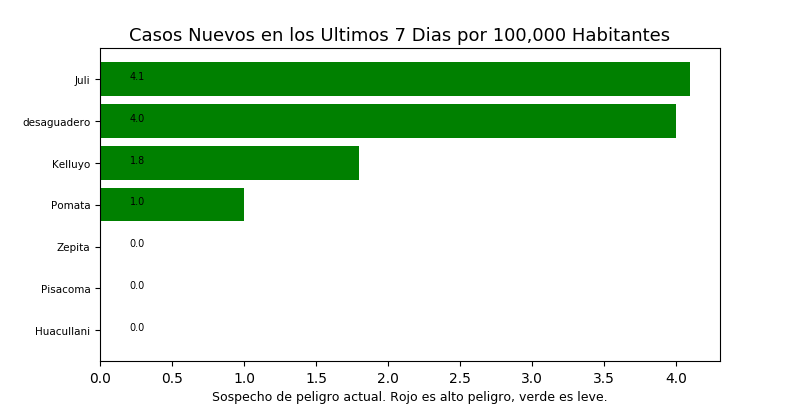 Casos Nuevos en los Ultimos 7 Dias por 100,000 Habitantes
Juli 4.1
desaguadero 4.0
Kelluyo 1.8
Pomata 1.0
Zepita 0.0
Pisacoma 0.0
Huacullani 0.0
0.0 0.5 1.0 1.5 2.0 2.5 3.0 3.5 4.0
Sospecho de peligro actual. Rojo es alto peligro, verde es leve.